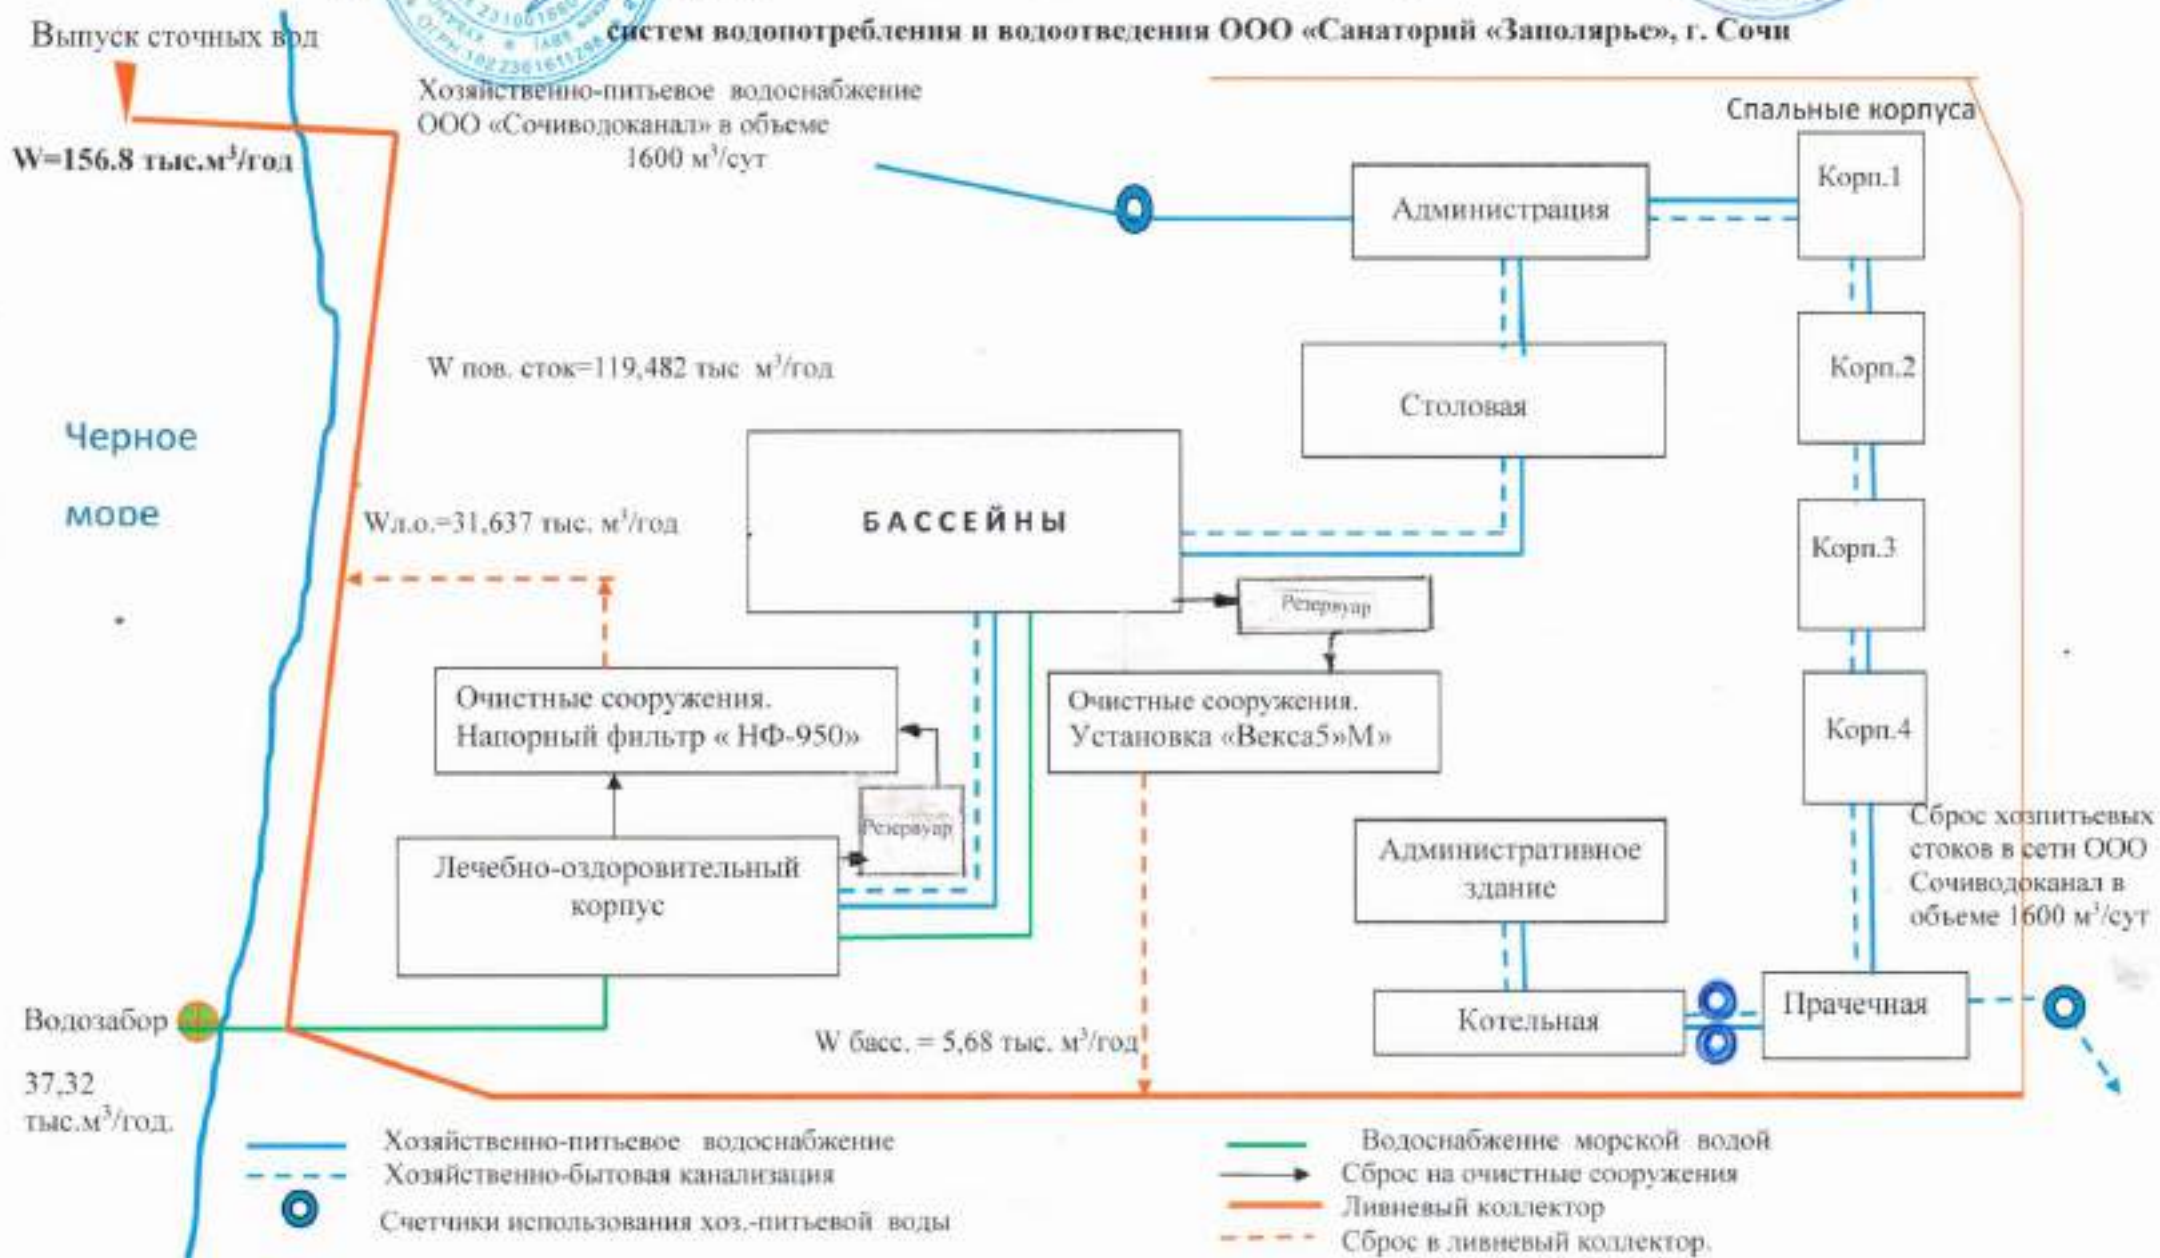 Выпуск сточных вод
систем водопотребления и водоотведения ООО «Санаторий «Заполярье», г. Сочи
W=156.8 тыс.м³/год
Хозяйственно-питьевое водоснабжение
ООО «Сочиводоканал» в объеме
1600 м³/сут
Спальные корпуса
Корп.1
Администрация
W пов. сток=119,482 тыс м³/год
Корп.2
Столовая
Черное
море
Wл.о.=31,637 тыс. м³/год
БАССЕЙНЫ
Корп.3
Резервуар
Очистные сооружения.
Напорный фильтр « НФ-950»
Очистные сооружения.
Установка «Векса5»М»
Корп.4
Резервуар
Лечебно-оздоровительный
корпус
Административное
здание
Сброс хозпитьевых
стоков в сети ООО
Сочиводоканал в
объеме 1600 м³/сут
Водозабор
37,32
тыс.м³/год.
W басс. = 5,68 тыс. м³/год
Котельная
Прачечная
Хозяйственно-питьевое водоснабжение
Хозяйственно-бытовая канализация
Счетчики использования хоз.-питьевой воды
Водоснабжение морской водой
Сброс на очистные сооружения
Ливневый коллектор
Сброс в ливневый коллектор.